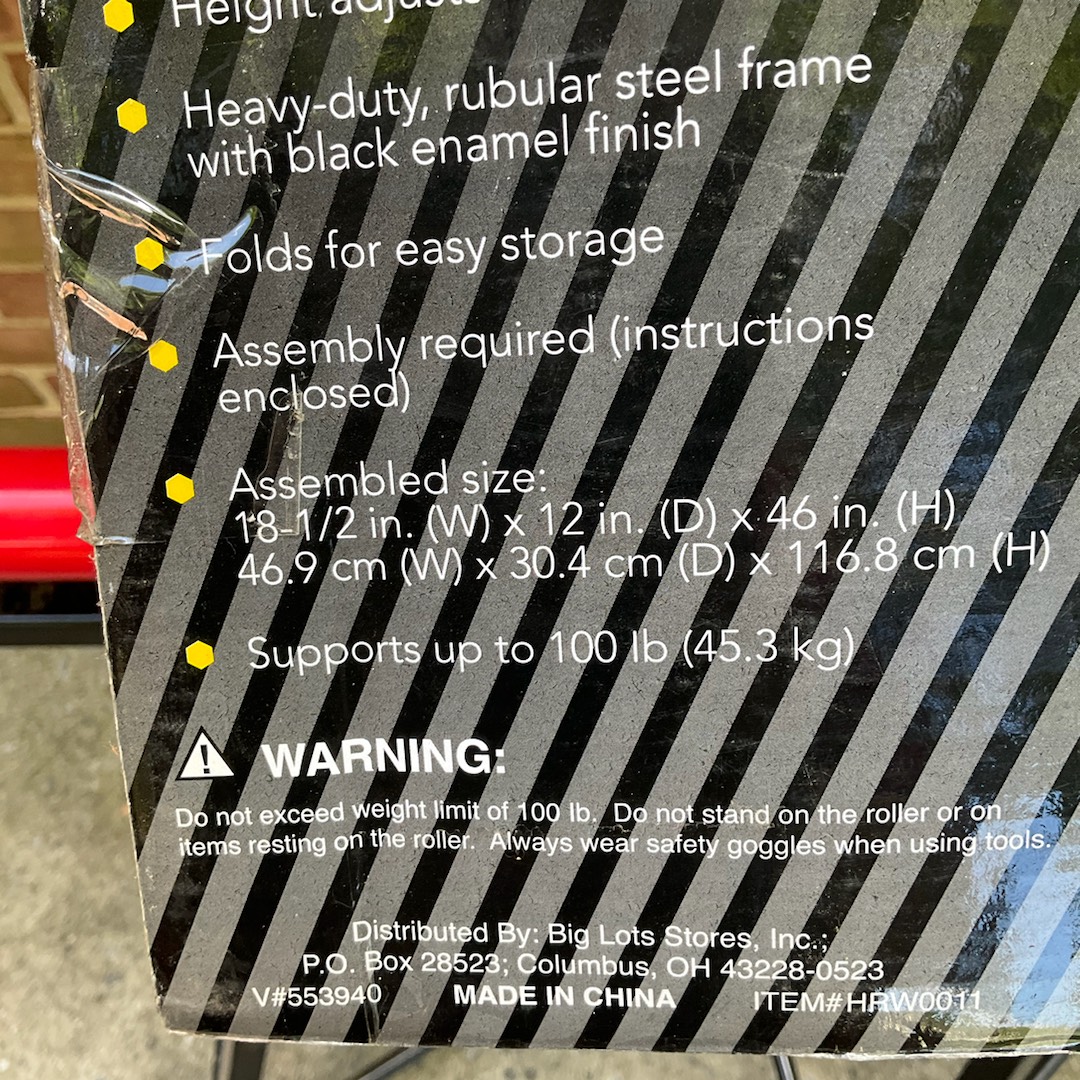 Height adjusts
Heavy-duty, rubular steel frame
with black enamel finish
Folds for easy storage
Assembly required (instructions
enclosed)
Assembled size:
18-1/2 in. (W) x 12 in. (D) x 46 in. (H)
46.9 cm (W) x 30.4 cm (D) x 116.8 cm (H)
Supports up to 100 lb (45.3 kg)
WARNING:
Do not exceed weight limit of 100 lb. Do not stand on the roller or on
items resting on the roller. Always wear safety goggles when using tools.
Distributed By: Big Lots Stores, Inc.;
P.O. Box 28523; Columbus, OH 43228-0523
V#553940 MADE IN CHINA ITEM#HRW0011